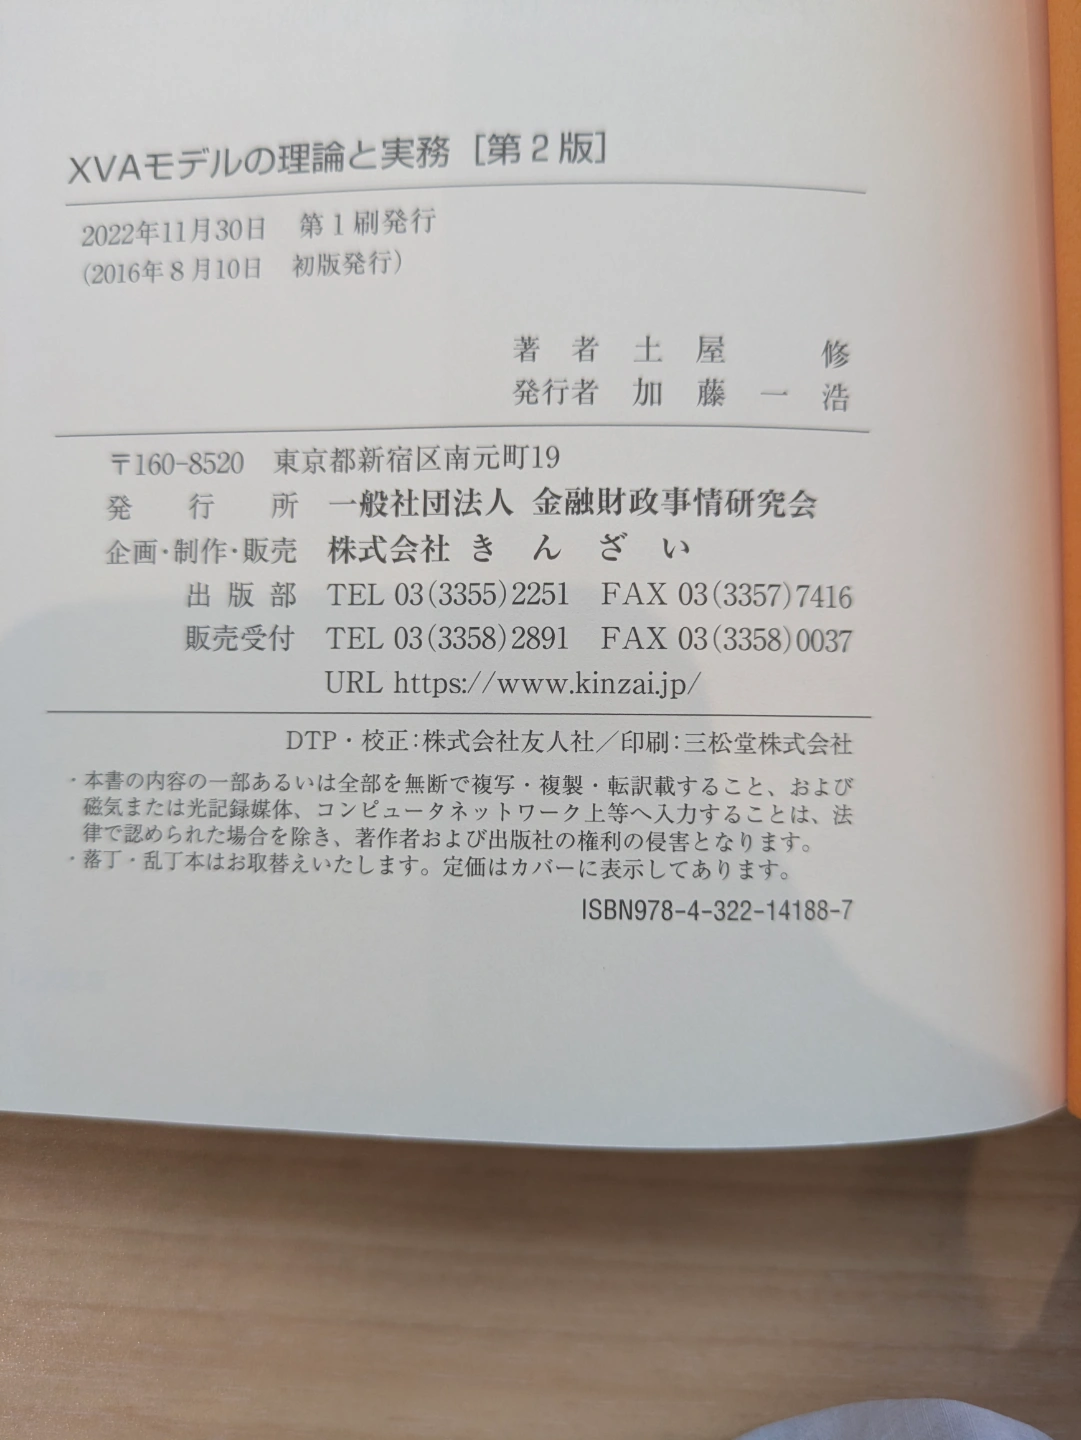 XVAモデルの理論と実務［第2版］
2022年11月30日　第1刷発行
(2016年8月10日　初版発行)
著　者　土　屋　　　修
発行者　加　藤　一　浩
〒160-8520　東京都新宿区南元町19
発　行　所　一般社団法人 金融財政事情研究会
企画・制作・販売　株式会社 き ん ざ い
出 版 部　TEL 03(3355)2251　FAX 03(3357)7416
販売受付　TEL 03(3358)2891　FAX 03(3358)0037
URL https://www.kinzai.jp/
DTP・校正：株式会社友人社／印刷：三松堂株式会社
・本書の内容の一部あるいは全部を無断で複写・複製・転訳載すること、および
磁気または光記録媒体、コンピュータネットワーク上等へ入力することは、法
律で認められた場合を除き、著作者および出版社の権利の侵害となります。
・落丁・乱丁本はお取替えいたします。定価はカバーに表示してあります。
ISBN978-4-322-14188-7